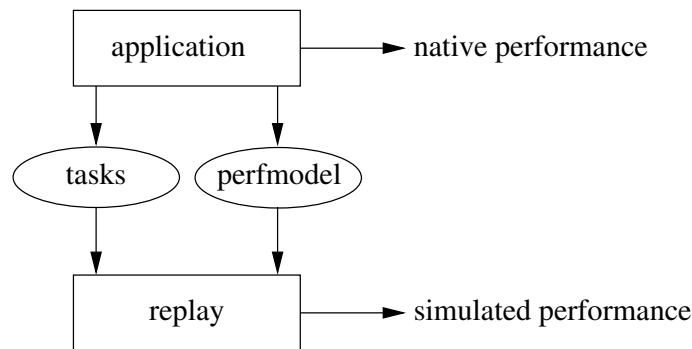 application
native performance
tasks
perfmodel
replay
simulated performance